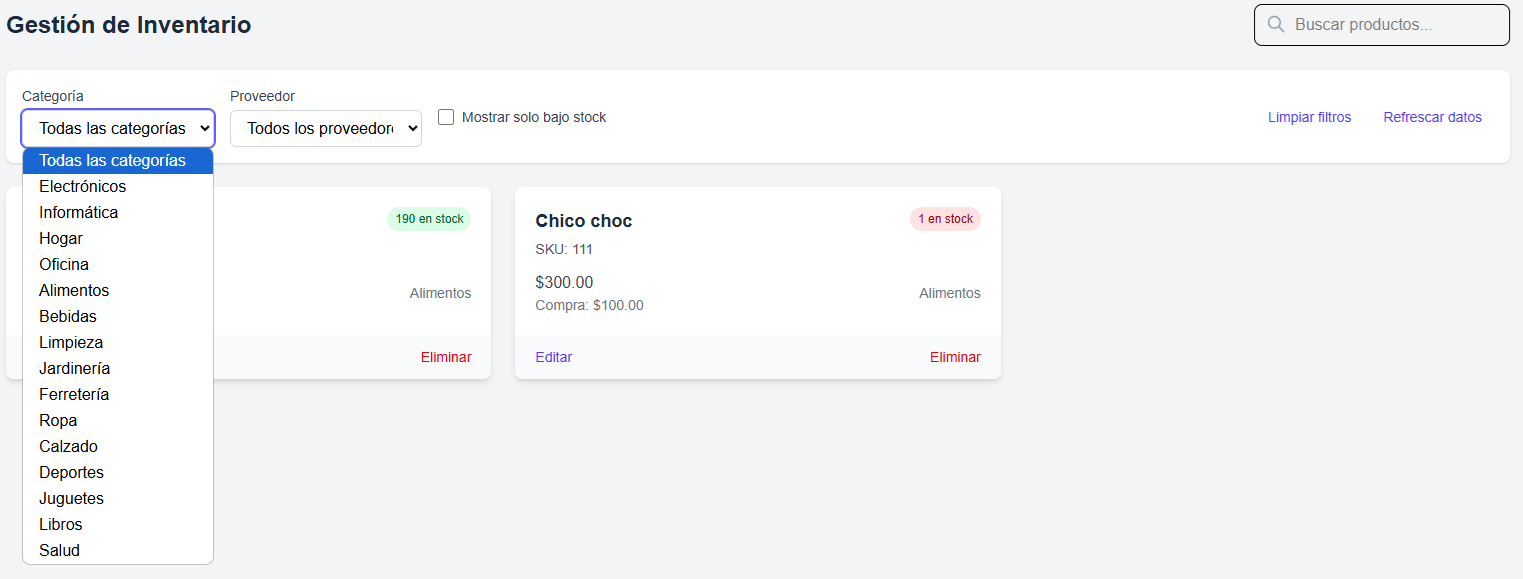 Gestión de Inventario
Buscar productos...
Categoría
Proveedor
Todas las categorías
Todos los proveedor
Mostrar solo bajo stock
Limpiar filtros
Refrescar datos
Todas las categorías
Electrónicos
Informática
Hogar
Oficina
Alimentos
Bebidas
Limpieza
Jardinería
Ferretería
Ropa
Calzado
Deportes
Juguetes
Libros
Salud
190 en stock
Alimentos
Eliminar
Chico choc
1 en stock
SKU: 111
$300.00
Compra: $100.00
Alimentos
Editar
Eliminar